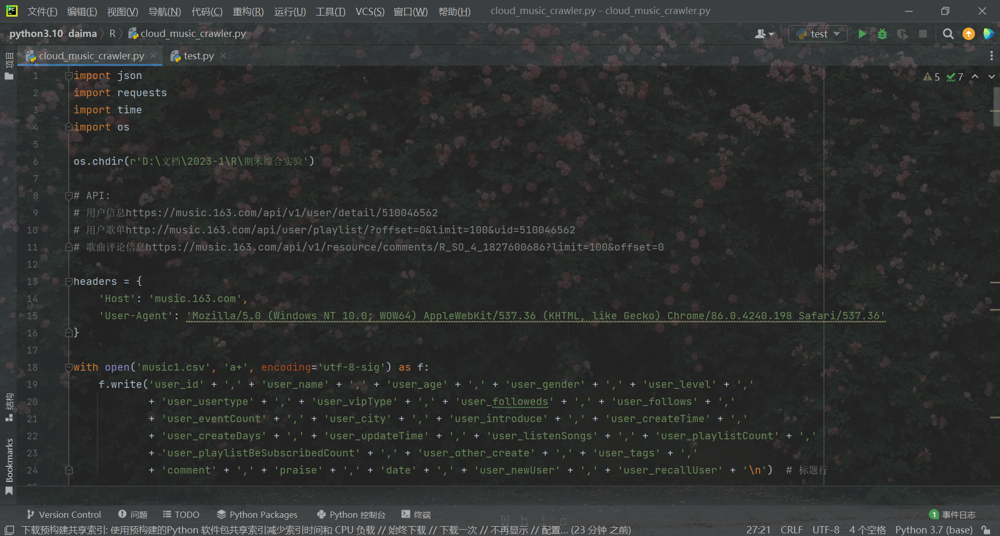 文件(F) 编辑(E) 视图(V) 导航(N) 代码(C) 重构(R) 运行(U) 工具(T) VCS(S) 窗口(W) 帮助(H) cloud_music_crawler.py - cloud_music_crawler.py
python3.10 daima R cloud_music_crawler.py test
cloud_music_crawler.py test.py
项目
5 7
1 import json
2 import requests
3 import time
4 import os
5
6 os.chdir(r'D:\文档\2023-1\R\期末综合实验')
7
8 # API:
9 # 用户信息https://music.163.com/api/v1/user/detail/510046562
10 # 用户歌单http://music.163.com/api/user/playlist/?offset=0&limit=100&uid=510046562
11 # 歌曲评论信息https://music.163.com/api/v1/resource/comments/R_SO_4_1827600686?limit=100&offset=0
12
13 headers = {
14 'Host': 'music.163.com',
15 'User-Agent': 'Mozilla/5.0 (Windows NT 10.0; WOW64) AppleWebKit/537.36 (KHTML, like Gecko) Chrome/86.0.4240.198 Safari/537.36'
16 }
17
18 with open('music1.csv', 'a+', encoding='utf-8-sig') as f:
19 f.write('user_id' + ',' + 'user_name' + ',' + 'user_age' + ',' + 'user_gender' + ',' + 'user_level' + ','
20 + 'user_usertype' + ',' + 'user_vipType' + ',' + 'user_followeds' + ',' + 'user_follows' + ','
21 + 'user_eventCount' + ',' + 'user_city' + ',' + 'user_introduce' + ',' + 'user_createTime' + ','
22 + 'user_createDays' + ',' + 'user_updateTime' + ',' + 'user_listenSongs' + ',' + 'user_playlistCount' + ','
23 + 'user_playlistBeSubscribedCount' + ',' + 'user_other_create' + ',' + 'user_tags' + ','
24 + 'comment' + ',' + 'praise' + ',' + 'date' + ',' + 'user_newUser' + ',' + 'user_recallUser' + '\n') # 标题行
结构
Bookmarks
Version Control 问题 TODO Python Packages Python 控制台 终端 1 事件日志
下载预构建共享索引: 使用预构建的Python 软件包共享索引减少索引时间和 CPU 负载 // 始终下载 // 下载一次 // 不再显示 // 配置... (23 分钟 之前) 27:21 CRLF UTF-8 4 个空格 Python 3.7 (base)